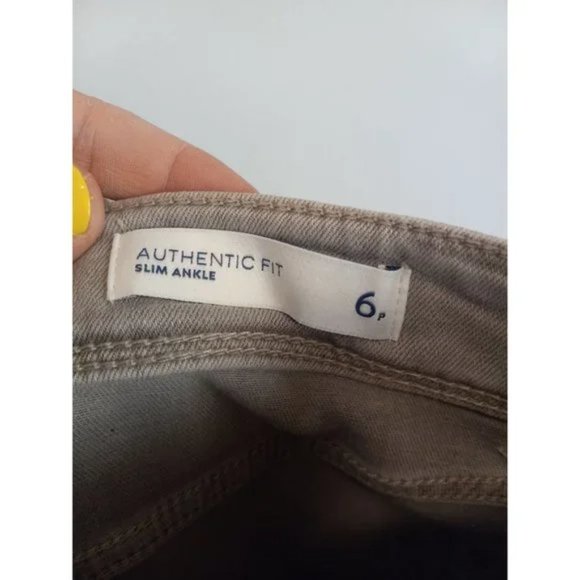 AUTHENTIC FIT
SLIM ANKLE
6P